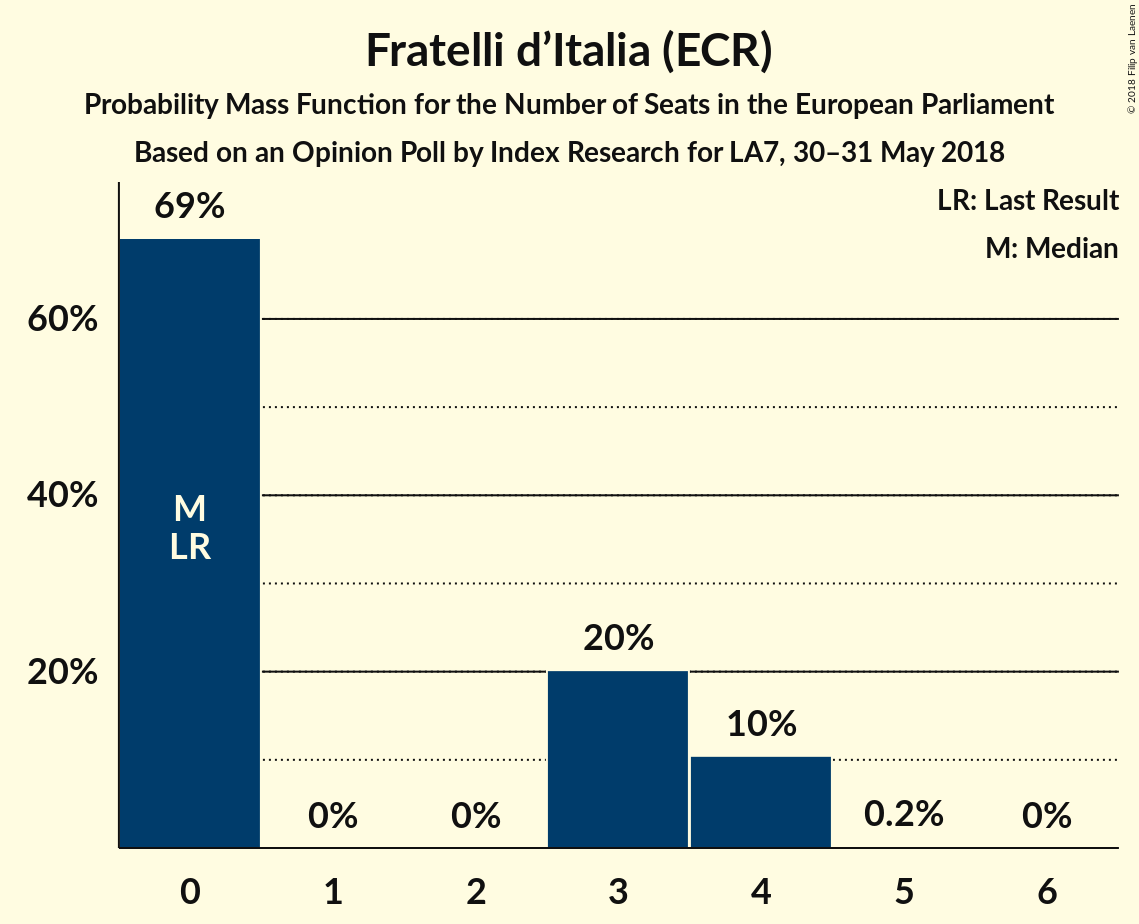 Fratelli d’Italia (ECR)
Probability Mass Function for the Number of Seats in the European Parliament
Based on an Opinion Poll by Index Research for LA7, 30–31 May 2018
© 2018 Filip van Laenen
LR: Last Result
M: Median
69%
60%
40%
20%
M
LR
0%
0%
20%
10%
0.2%
0%
0 1 2 3 4 5 6